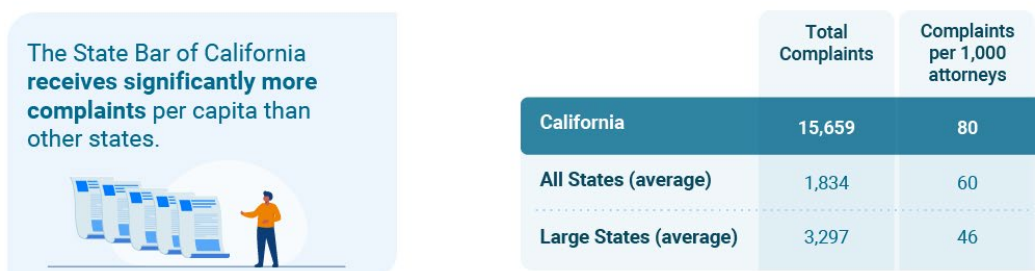 The State Bar of California
receives significantly more
complaints per capita than
other states.
Total
Complaints
Complaints
per 1,000
attorneys
California 15,659 80
All States (average) 1,834 60
Large States (average) 3,297 46